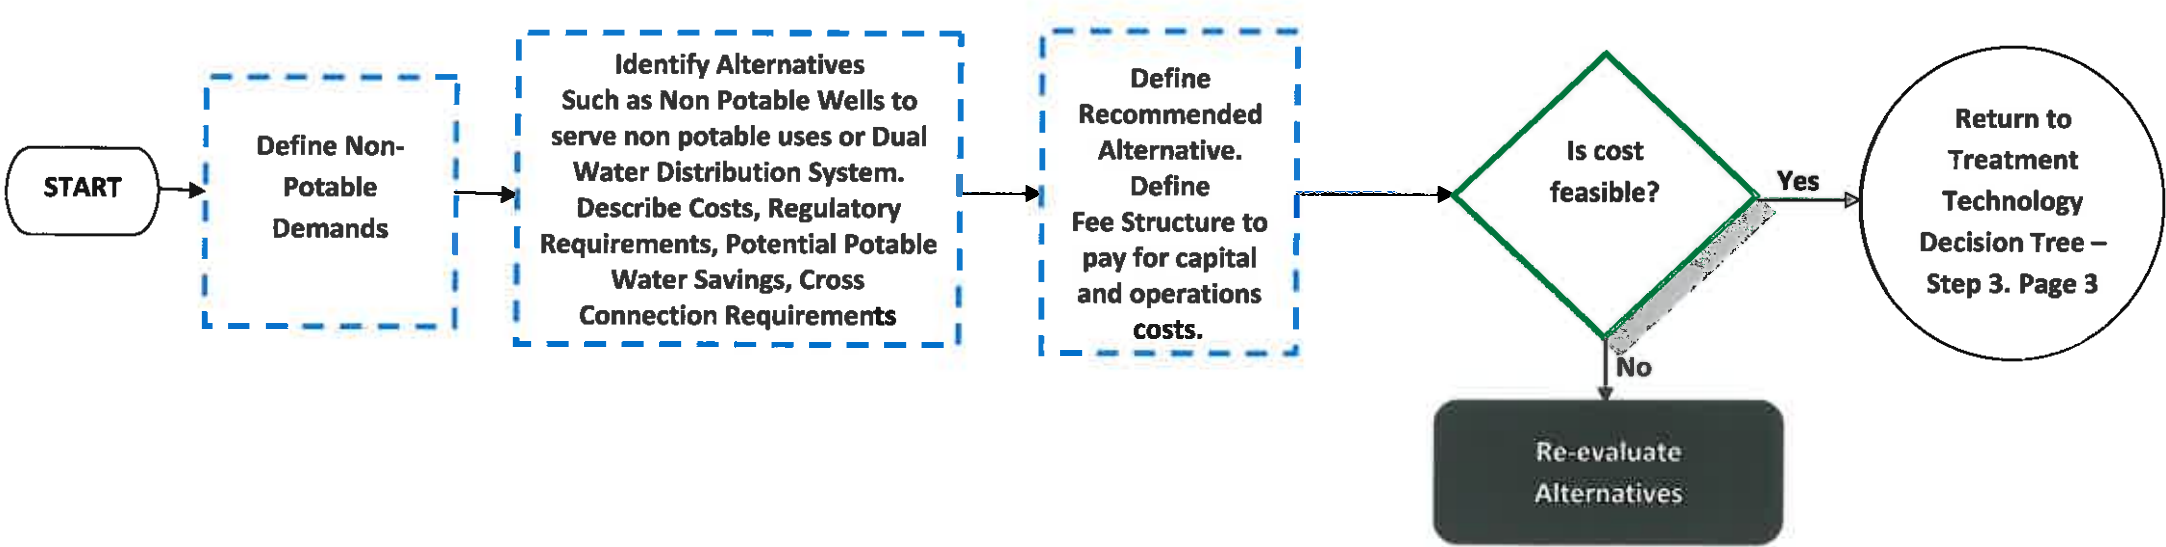 START
Define Non-
Potable
Demands
Identify Alternatives
Such as Non Potable Wells to
serve non potable uses or Dual
Water Distribution System.
Describe Costs, Regulatory
Requirements, Potential Potable
Water Savings, Cross
Connection Requirements
Define
Recommended
Alternative.
Define
Fee Structure to
pay for capital
and operations
costs.
Is cost
feasible?
Yes
Return to
Treatment
Technology
Decision Tree –
Step 3. Page 3
No
Re-evaluate
Alternatives